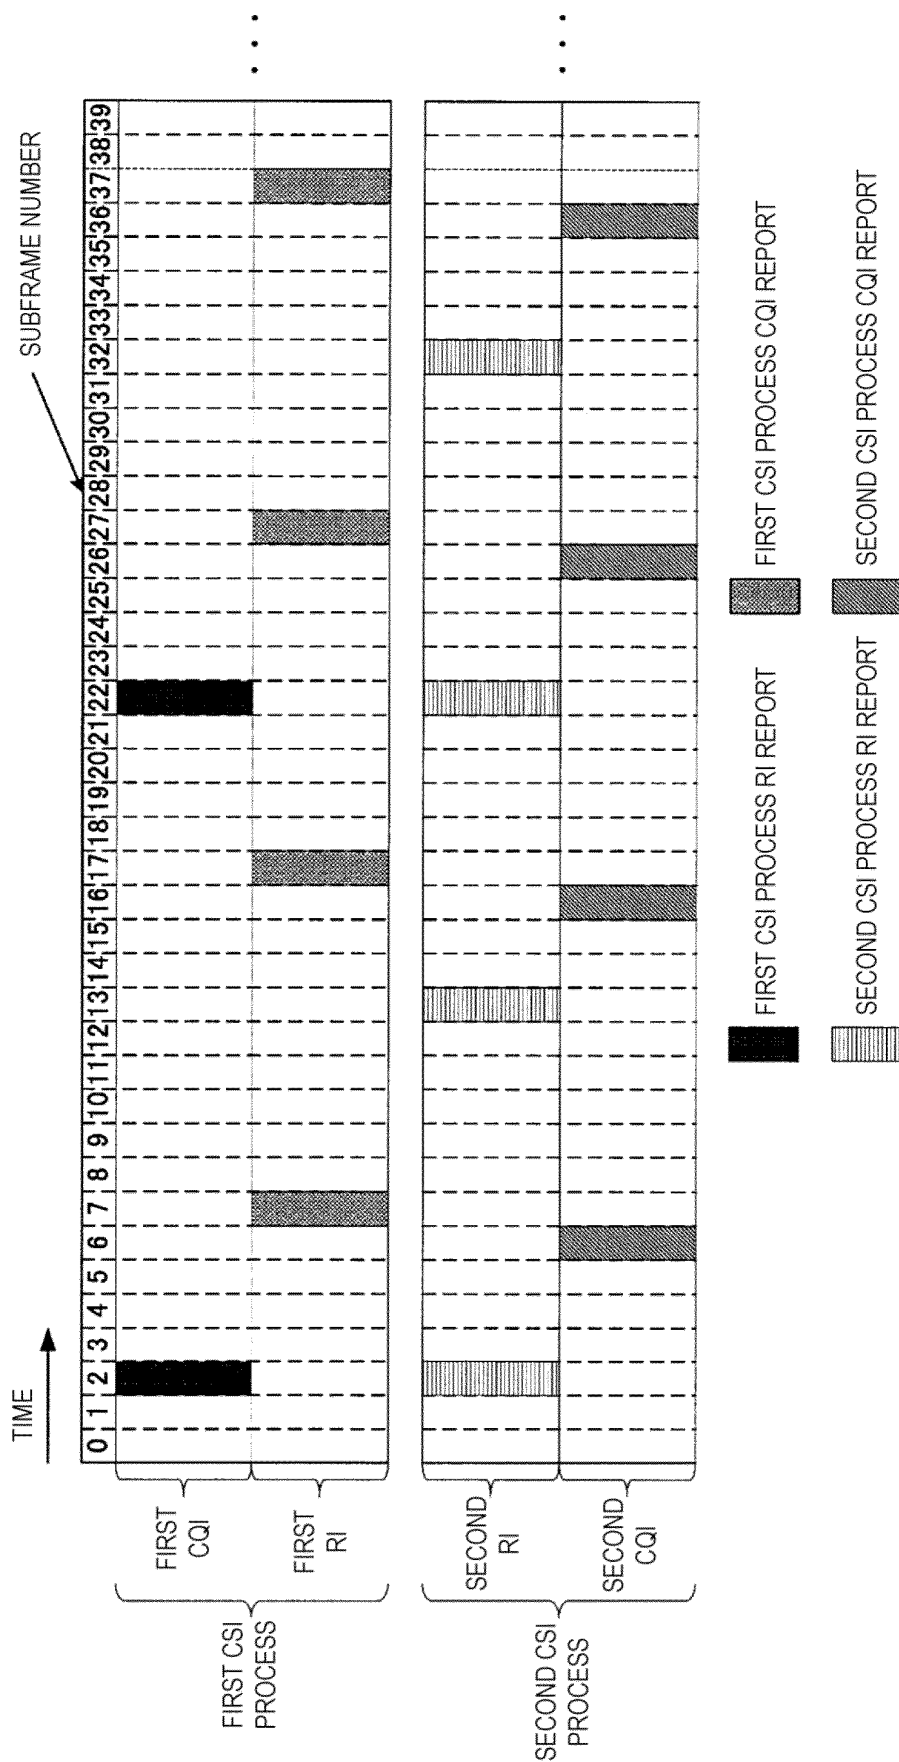 TIME
SUBFRAME NUMBER
0 1 2 3 4 5 6 7 8 9 10 11 12 13 14 15 16 17 18 19 20 21 22 23 24 25 26 27 28 29 30 31 32 33 34 35 36 37 38 39
FIRST CSI
PROCESS
FIRST
CQI
FIRST
RI
SECOND CSI
PROCESS
SECOND
RI
SECOND
CQI
FIRST CSI PROCESS RI REPORT
FIRST CSI PROCESS CQI REPORT
SECOND CSI PROCESS RI REPORT
SECOND CSI PROCESS CQI REPORT